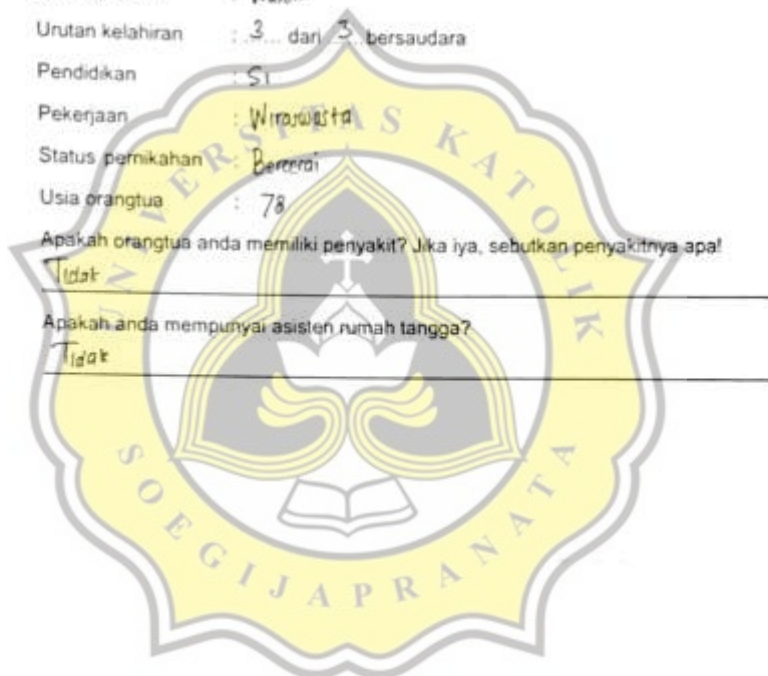 Urutan kelahiran : 3 dari 3 bersaudara
Pendidikan : S1
Pekerjaan : Wiraswasta
Status pernikahan : Bercerai
Usia orangtua : 78
Apakah orangtua anda memiliki penyakit? Jika iya, sebutkan penyakitnya apa!
Tidak
Apakah anda mempunyai asisten rumah tangga?
Tidak
UNIVERSITAS KATOLIK
SOEGIJAPRANATA